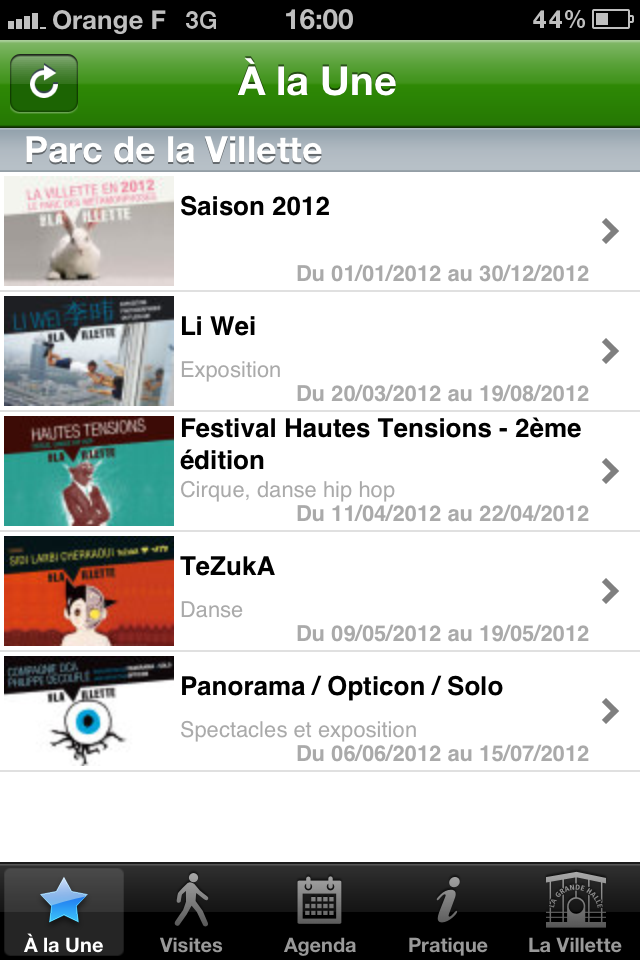 Orange F 3G 16:00 44%
À la Une
Parc de la Villette
LA VILLETTE EN 2012
LE PARC DES MÉTAMORPHOSES
LA VILLETTE
Saison 2012
Du 01/01/2012 au 30/12/2012
LI WEI 李暐
LA VILLETTE
Li Wei
Exposition
Du 20/03/2012 au 19/08/2012
HAUTES TENSIONS
LA VILLETTE
Festival Hautes Tensions - 2ème
édition
Cirque, danse hip hop
Du 11/04/2012 au 22/04/2012
SIDI LARBI CHERKAOUI
LA VILLETTE
TeZukA
Danse
Du 09/05/2012 au 19/05/2012
COMPAGNIE DCA
PHILIPPE DECOUFLÉ
LA VILLETTE
Panorama / Opticon / Solo
Spectacles et exposition
Du 06/06/2012 au 15/07/2012
LA GRANDE HALLE
À la Une Visites Agenda Pratique La Villette